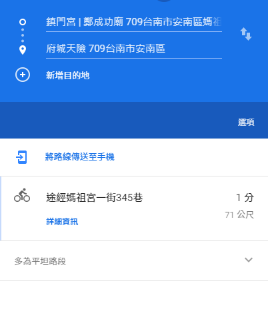 鎮門宮 | 鄭成功廟 709台南市安南區媽祖
府城天險 709台南市安南區
新增目的地
選項
將路線傳送至手機
途經媽祖宮一街345巷
1 分
71 公尺
詳細資訊
多為平坦路段